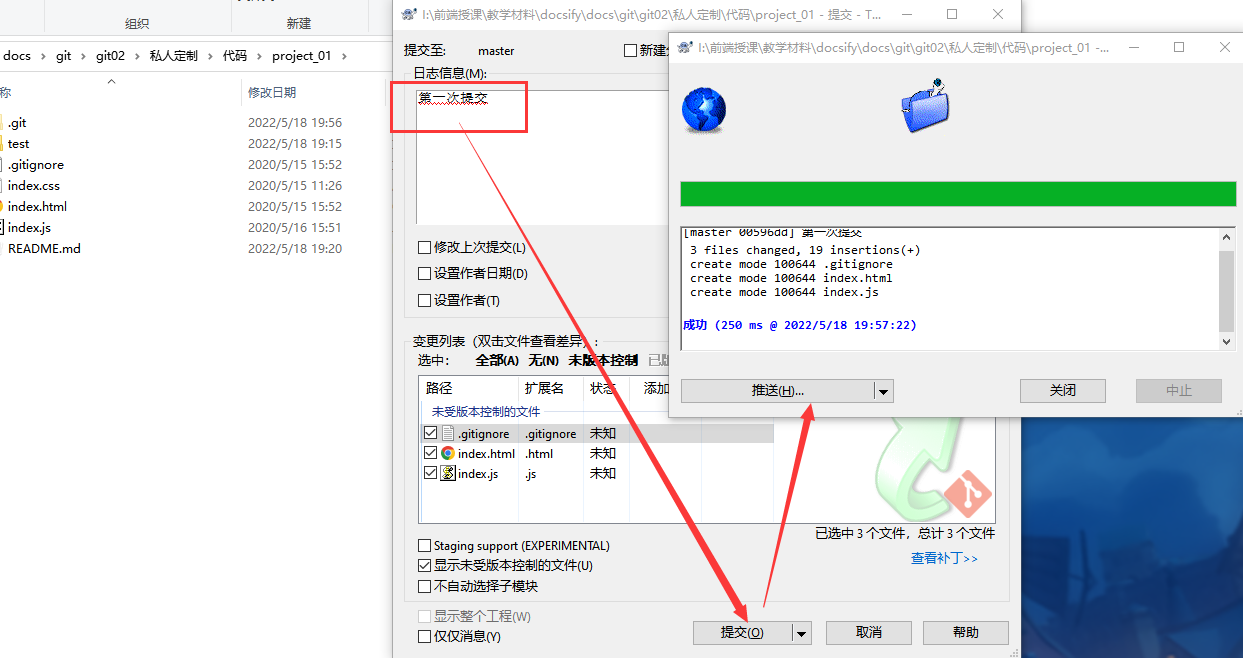 组织
新建
docs › git › git02 › 私人定制 › 代码 › project_01 ›
称 修改日期
.git 2022/5/18 19:56
test 2022/5/18 19:15
.gitignore 2020/5/15 15:52
index.css 2020/5/15 11:26
index.html 2020/5/15 15:52
index.js 2020/5/16 15:51
README.md 2022/5/18 19:20
I:\前端授课\教学材料\docsify\docs\git\git02\私人定制\代码\project_01 - 提交 - T...
提交至: master 新建
日志信息(M):
第一次提交
修改上次提交(L)
设置作者日期(D)
设置作者(T)
变更列表 (双击文件查看差异):
选中: 全部(A) 无(N) 未版本控制
路径 扩展名 状态 添加
未受版本控制的文件
.gitignore .gitignore 未知
index.html .html 未知
index.js .js 未知
已选中 3 个文件, 总计 3 个文件
查看补丁>>
Staging support (EXPERIMENTAL)
显示未受版本控制的文件(U)
不自动选择子模块
显示整个工程(W)
仅仅消息(Y)
提交(O) 取消 帮助
I:\前端授课\教学材料\docsify\docs\git\git02\私人定制\代码\project_01 -...
[master 00596dd] 第一次提交
3 files changed, 19 insertions(+)
create mode 100644 .gitignore
create mode 100644 index.html
create mode 100644 index.js
成功 (250 ms @ 2022/5/18 19:57:22)
推送(H)... 关闭 中止